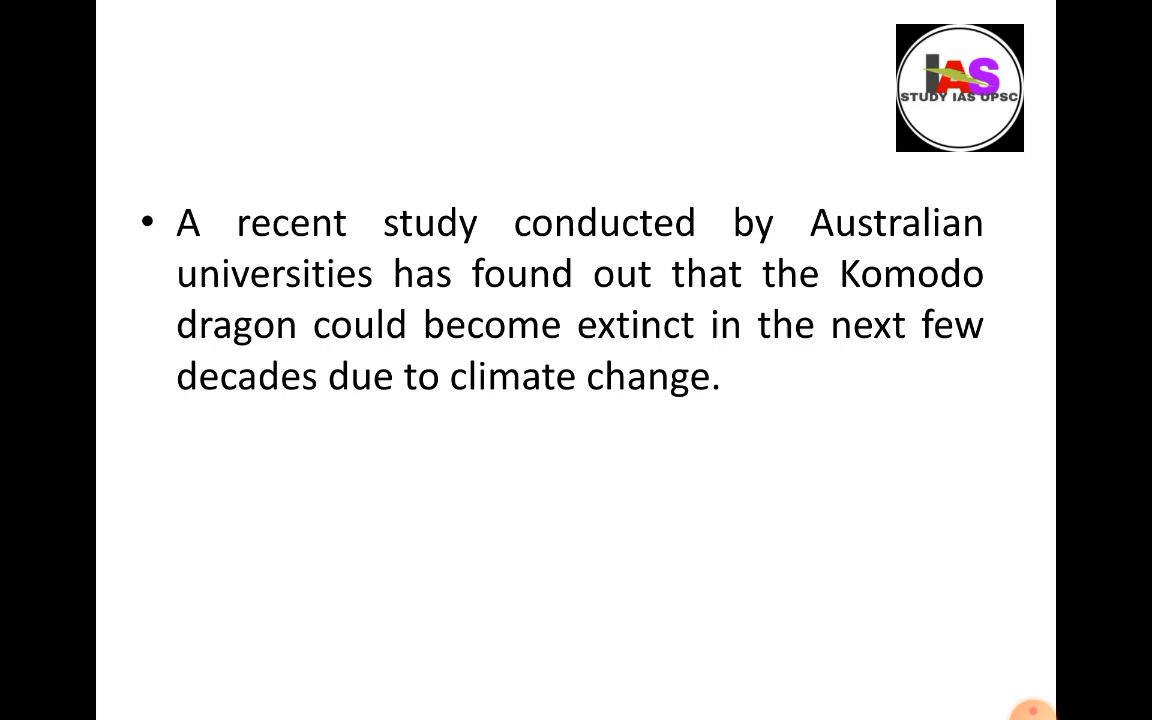 IAS
STUDY IAS UPSC
• A recent study conducted by Australian
universities has found out that the Komodo
dragon could become extinct in the next few
decades due to climate change.